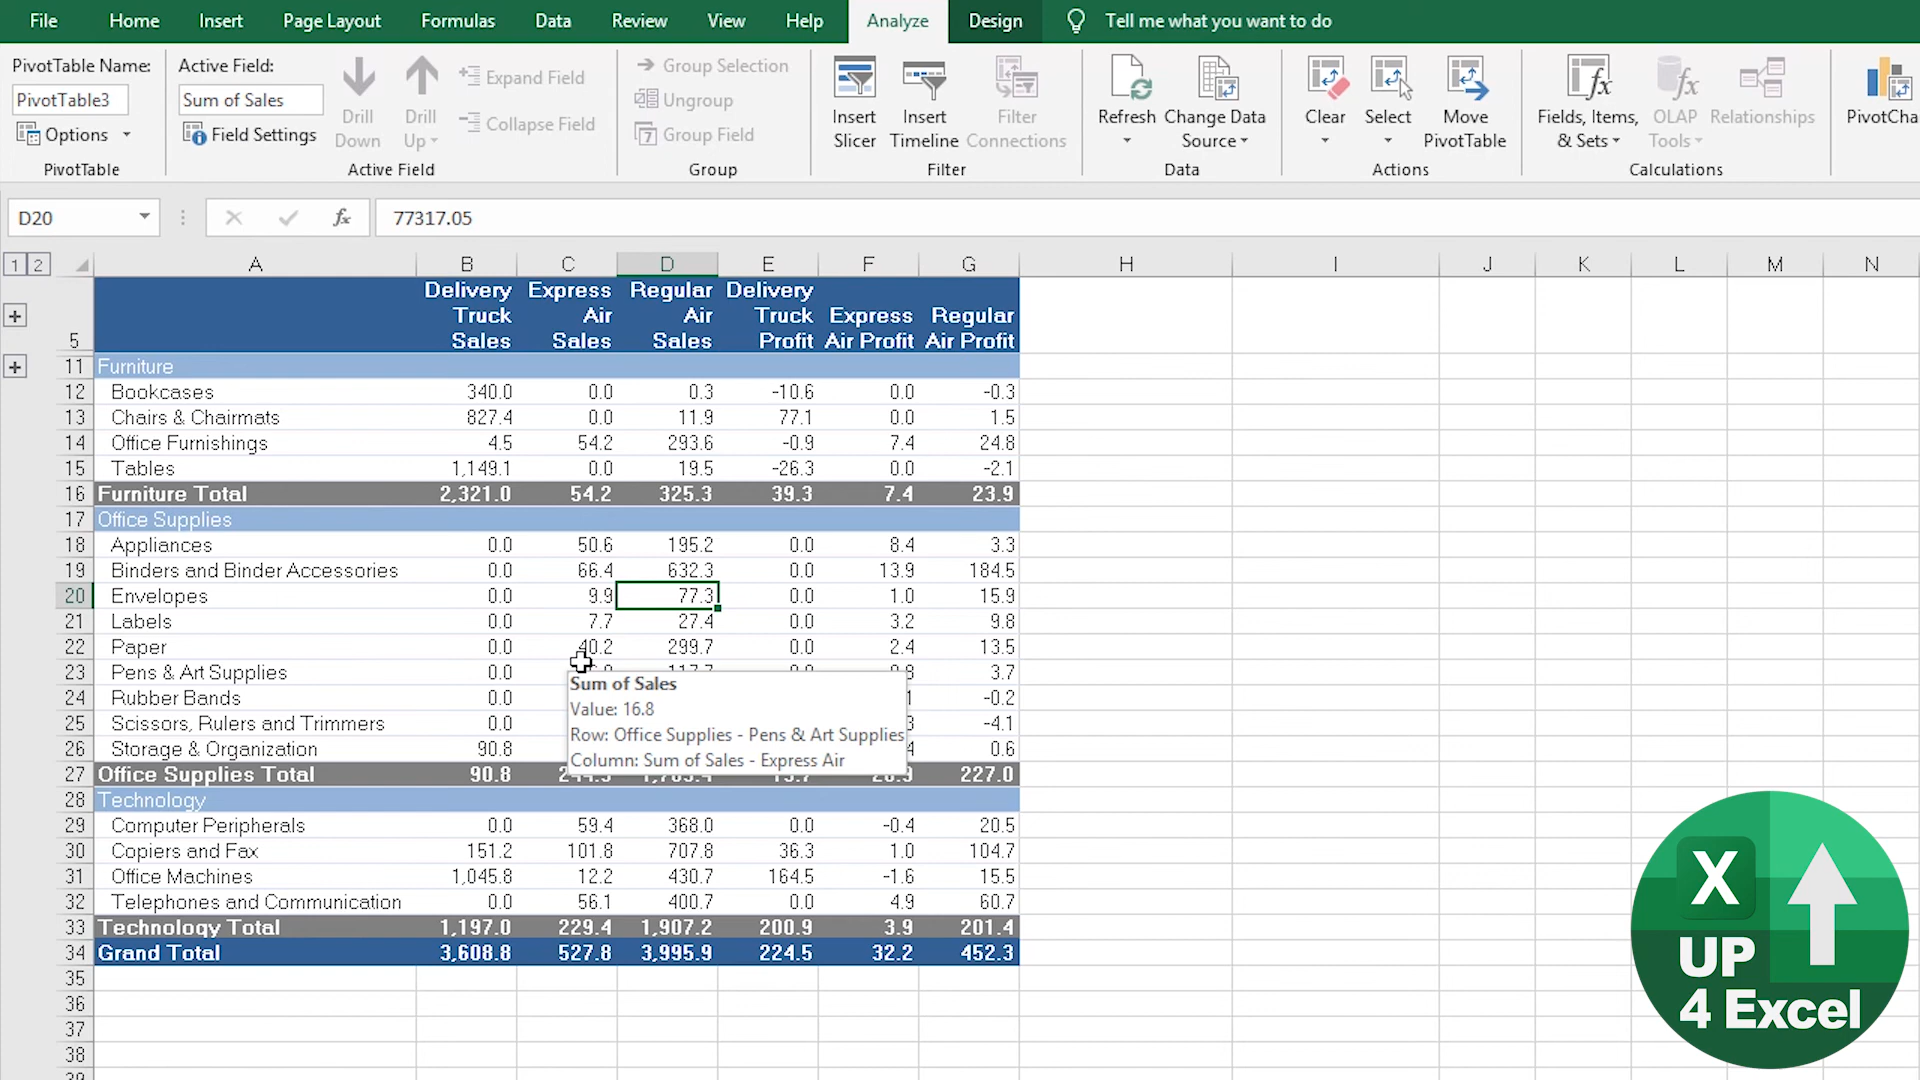 File Home Insert Page Layout Formulas Data Review View Help Analyze Design Tell me what you want to do
PivotTable Name: Active Field:
PivotTable3 Sum of Sales
Options Field Settings
Drill Down Drill Up
Expand Field
Collapse Field
Group Selection
Ungroup
Group Field
Insert Slicer Insert Timeline Filter Connections
Refresh Change Data Source
Clear Select Move PivotTable
Fields, Items, & Sets OLAP Tools Relationships
PivotCha
PivotTable Active Field Group Filter Data Actions Calculations
D20 fx 77317.05
1 2 A B C D E F G H I J K L M N
5 Delivery Truck Sales Express Air Sales Regular Air Sales Delivery Truck Profit Express Air Profit Regular Air Profit
11 Furniture
12 Bookcases 340.0 0.0 0.3 -10.6 0.0 -0.3
13 Chairs & Chairmats 827.4 0.0 11.9 77.1 0.0 1.5
14 Office Furnishings 4.5 54.2 293.6 -0.9 7.4 24.8
15 Tables 1,149.1 0.0 19.5 -26.3 0.0 -2.1
16 Furniture Total 2,321.0 54.2 325.3 39.3 7.4 23.9
17 Office Supplies
18 Appliances 0.0 50.6 195.2 0.0 8.4 3.3
19 Binders and Binder Accessories 0.0 66.4 632.3 0.0 13.9 184.5
20 Envelopes 0.0 9.9 77.3 0.0 1.0 15.9
21 Labels 0.0 7.7 27.4 0.0 3.2 9.8
22 Paper 0.0 40.2 299.7 0.0 2.4 13.5
23 Pens & Art Supplies 0.0 3.7
24 Rubber Bands 0.0 -0.2
25 Scissors, Rulers and Trimmers 0.0 -4.1
26 Storage & Organization 90.8 0.6
27 Office Supplies Total 90.8 227.0
Sum of Sales
Value: 16.8
Row: Office Supplies - Pens & Art Supplies
Column: Sum of Sales - Express Air
28 Technology
29 Computer Peripherals 0.0 59.4 368.0 0.0 -0.4 20.5
30 Copiers and Fax 151.2 101.8 707.8 36.3 1.0 104.7
31 Office Machines 1,045.8 12.2 430.7 164.5 -1.6 15.5
32 Telephones and Communication 0.0 56.1 400.7 0.0 4.9 60.7
33 Technology Total 1,197.0 229.4 1,907.2 200.9 3.9 201.4
34 Grand Total 3,608.8 527.8 3,995.9 224.5 32.2 452.3
35
36
37
38
X
UP
4 Excel